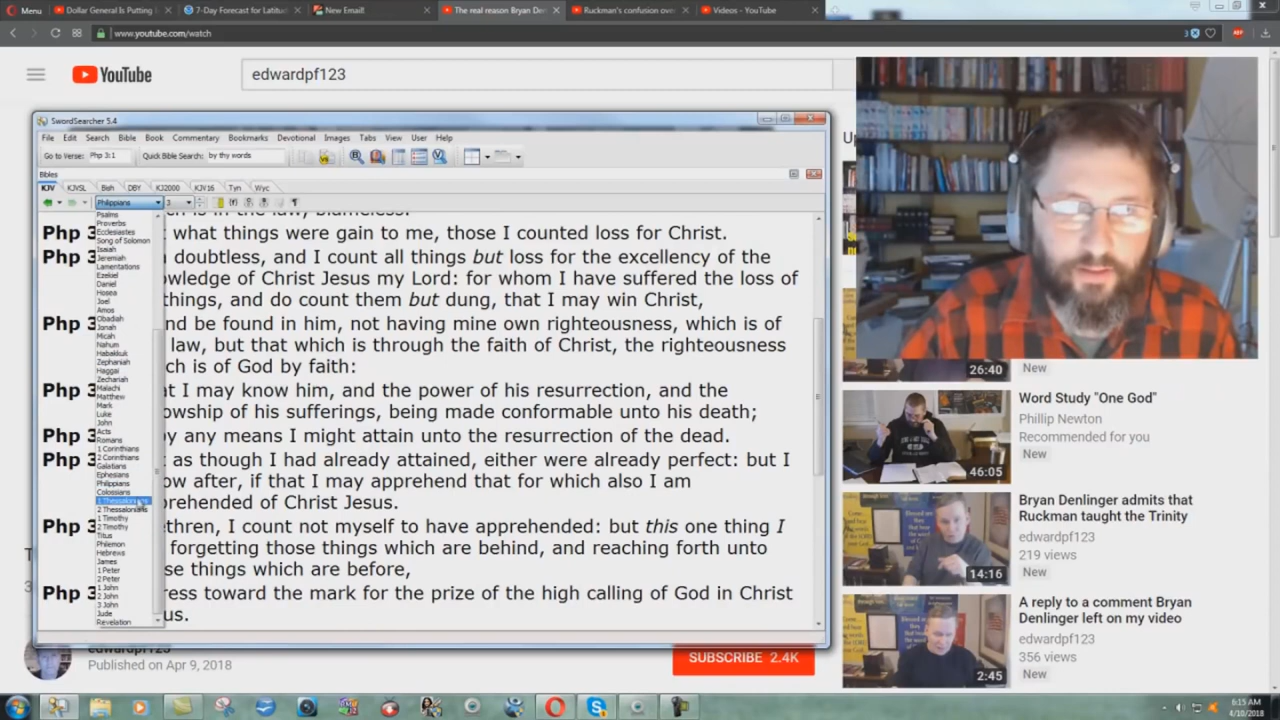 Menu
Dollar General Is Putting
7-Day Forecast for Latitud
New Email!
The real reason Bryan Den
Ruckman's confusion over
Videos - YouTube
www.youtube.com/watch
3
ABP
YouTube
edwardpf123
SwordSearcher 5.4
File Edit Search Bible Book Commentary Bookmarks Devotional Images Tabs View User Help
Go to Verse: Php 3:1 Quick Bible Search: by thy words
Bibles
KJV KJVSL Bish DBY KJ2000 KJV16 Tyn Wyc
Philippians 3
Psalms
Proverbs
Ecclesiastes
Song of Solomon
Isaiah
Jeremiah
Lamentations
Ezekiel
Daniel
Hosea
Joel
Amos
Obadiah
Jonah
Micah
Nahum
Habakkuk
Zephaniah
Haggai
Zechariah
Malachi
Matthew
Mark
Luke
John
Acts
Romans
1 Corinthians
2 Corinthians
Galatians
Ephesians
Philippians
Colossians
1 Thessalonians
2 Thessalonians
1 Timothy
2 Timothy
Titus
Philemon
Hebrews
James
1 Peter
2 Peter
1 John
2 John
3 John
Jude
Revelation
is in the law, blameless.
Php 3 what things were gain to me, those I counted loss for Christ.
Php 3 doubtless, and I count all things but loss for the excellency of the
owledge of Christ Jesus my Lord: for whom I have suffered the loss of
things, and do count them but dung, that I may win Christ,
Php 3 nd be found in him, not having mine own righteousness, which is of
law, but that which is through the faith of Christ, the righteousness
ch is of God by faith:
Php 3 t I may know him, and the power of his resurrection, and the
owship of his sufferings, being made conformable unto his death;
Php 3 by any means I might attain unto the resurrection of the dead.
Php 3 as though I had already attained, either were already perfect: but I
ow after, if that I may apprehend that for which also I am
prehended of Christ Jesus.
Php 3 thren, I count not myself to have apprehended: but this one thing I
forgetting those things which are behind, and reaching forth unto
se things which are before,
Php 3 ress toward the mark for the prize of the high calling of God in Christ
us.
edwardpf123
Published on Apr 9, 2018
SUBSCRIBE 2.4K
26:40
New
Word Study "One God"
Phillip Newton
Recommended for you
New
46:05
Bryan Denlinger admits that
Ruckman taught the Trinity
edwardpf123
219 views
New
14:16
A reply to a comment Bryan
Denlinger left on my video
edwardpf123
356 views
New
2:45
6:15 AM
4/10/2018